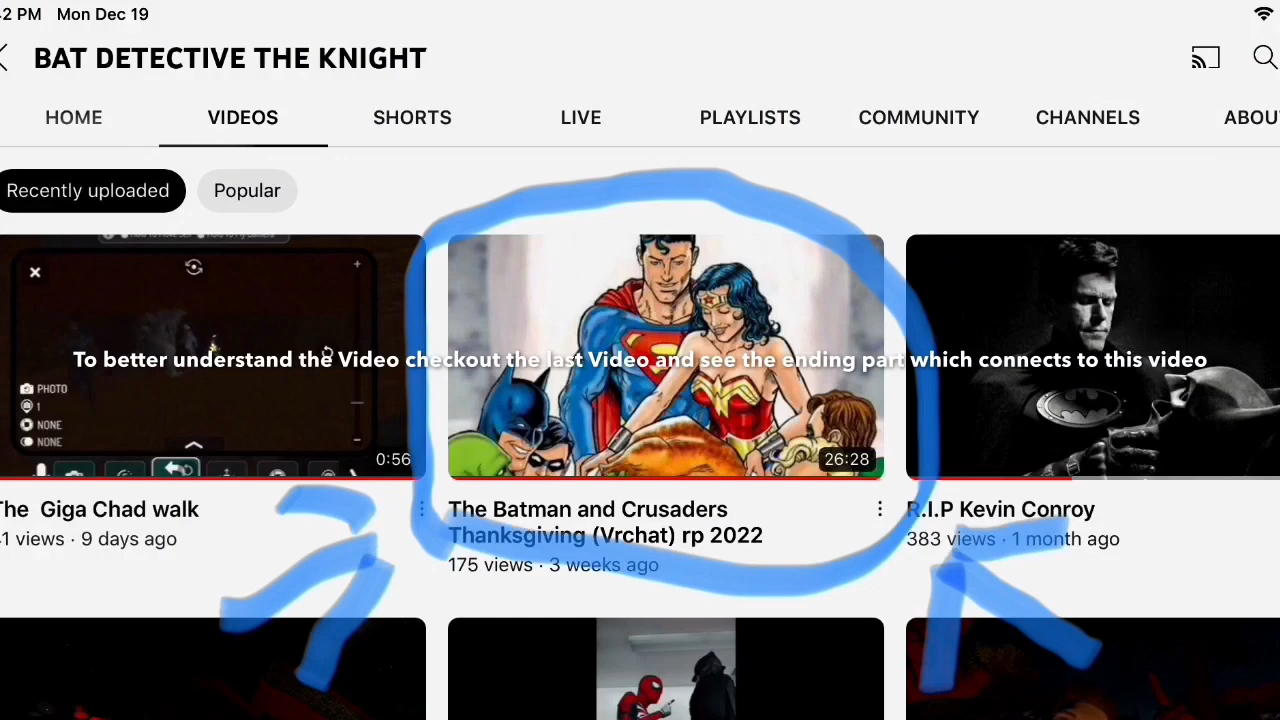 2 PM Mon Dec 19
BAT DETECTIVE THE KNIGHT
HOME VIDEOS SHORTS LIVE PLAYLISTS COMMUNITY CHANNELS ABOU
Recently uploaded Popular
To better understand the Video checkout the last Video and see the ending part which connects to this video
PHOTO
1
NONE
NONE
0:56
26:28
The Giga Chad walk
1 views · 9 days ago
The Batman and Crusaders
Thanksgiving (Vrchat) rp 2022
175 views · 3 weeks ago
R.I.P Kevin Conroy
383 views · 1 month ago